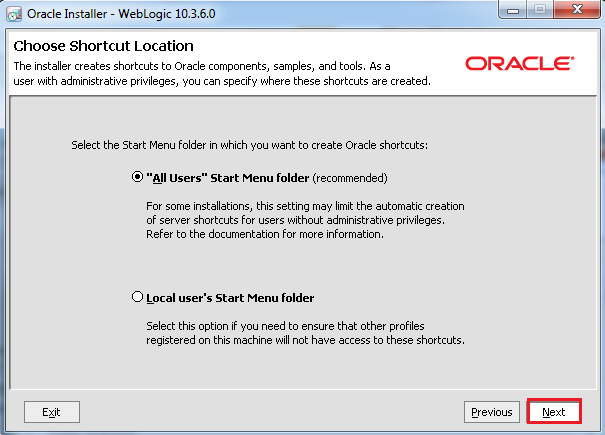 Oracle Installer - WebLogic 10.3.6.0
Choose Shortcut Location
The installer creates shortcuts to Oracle components, samples, and tools. As a
user with administrative privileges, you can specify where these shortcuts are created.
ORACLE
Select the Start Menu folder in which you want to create Oracle shortcuts:
"All Users" Start Menu folder (recommended)
For some installations, this setting may limit the automatic creation
of server shortcuts for users without administrative privileges.
Refer to the documentation for more information.
Local user's Start Menu folder
Select this option if you need to ensure that other profiles
registered on this machine will not have access to these shortcuts.
Exit
Previous
Next